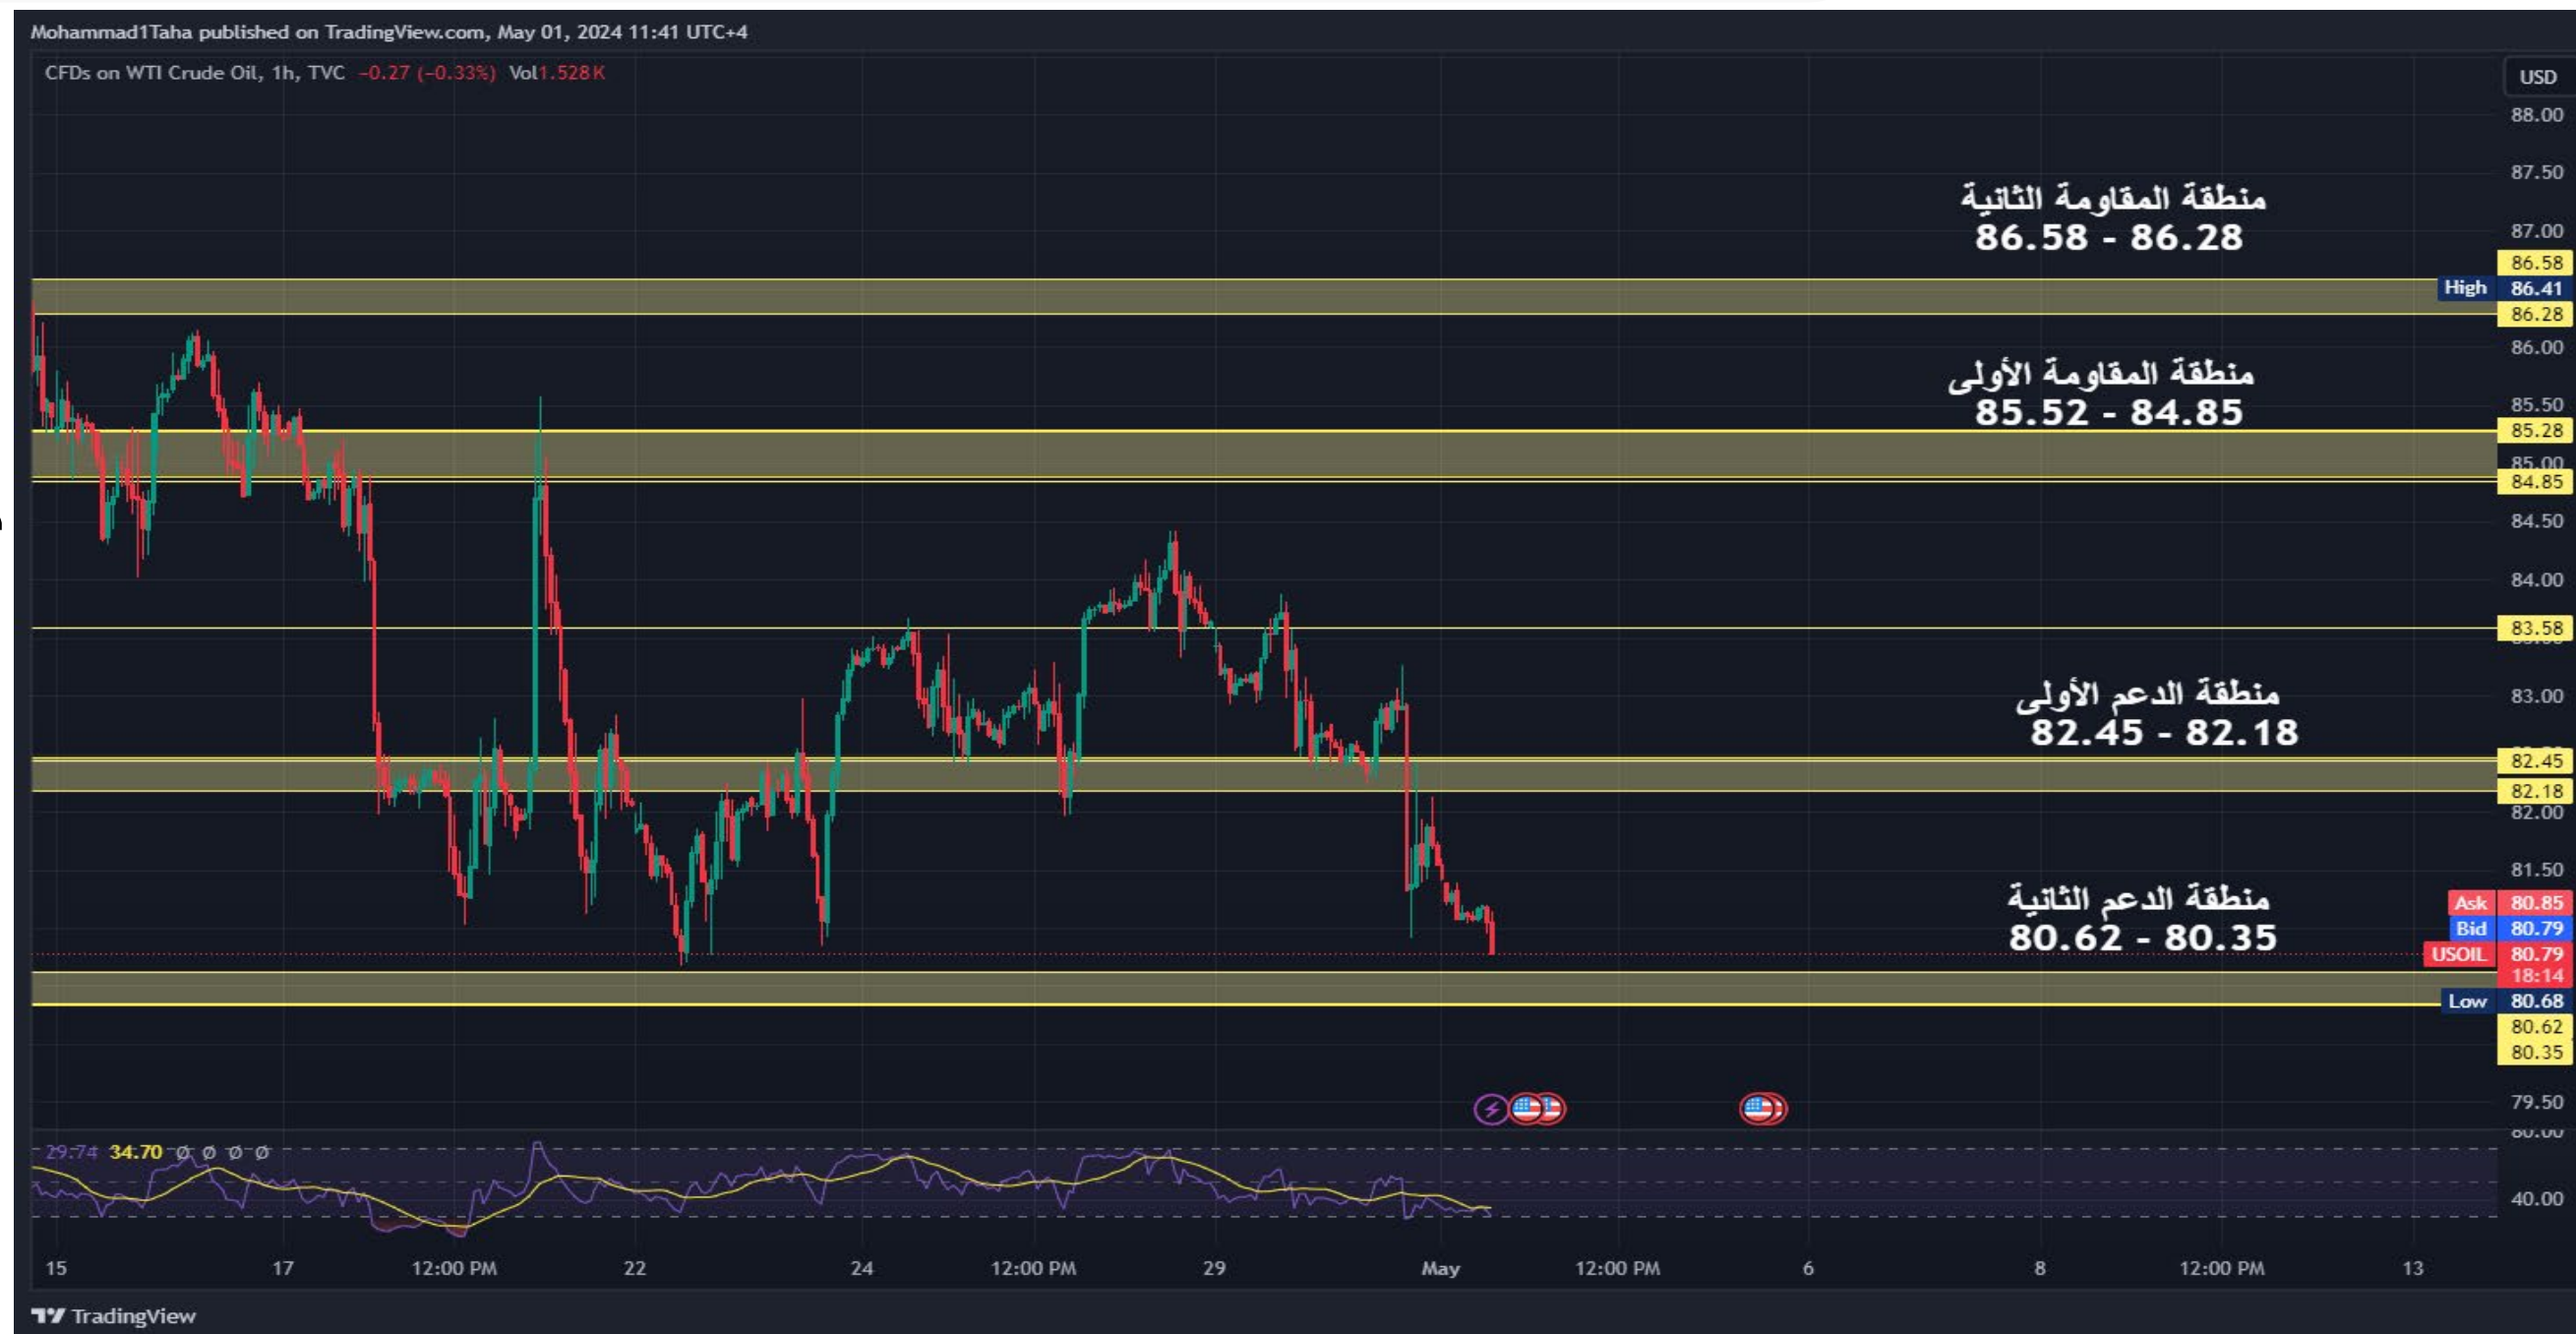 Mohammad1Taha published on TradingView.com, May 01, 2024 11:41 UTC+4
CFDs on WTI Crude Oil, 1h, TVC −0.27 (−0.33%) Vol1.528K
USD
88.00
87.50
منطقة المقاومة الثانية
86.58 - 86.28
87.00
86.58
High 86.41
86.28
86.00
منطقة المقاومة الأولى
85.52 - 84.85
85.50
85.28
85.00
84.85
84.50
84.00
83.58
83.00
منطقة الدعم الأولى
82.45 - 82.18
82.45
82.18
82.00
81.50
منطقة الدعم الثانية
80.62 - 80.35
Ask 80.85
Bid 80.79
USOIL 80.79
18:14
Low 80.68
80.62
80.35
79.50
29.74 34.70 Ø Ø Ø Ø
40.00
15 17 12:00 PM 22 24 12:00 PM 29 May 12:00 PM 6 8 12:00 PM 13
TradingView